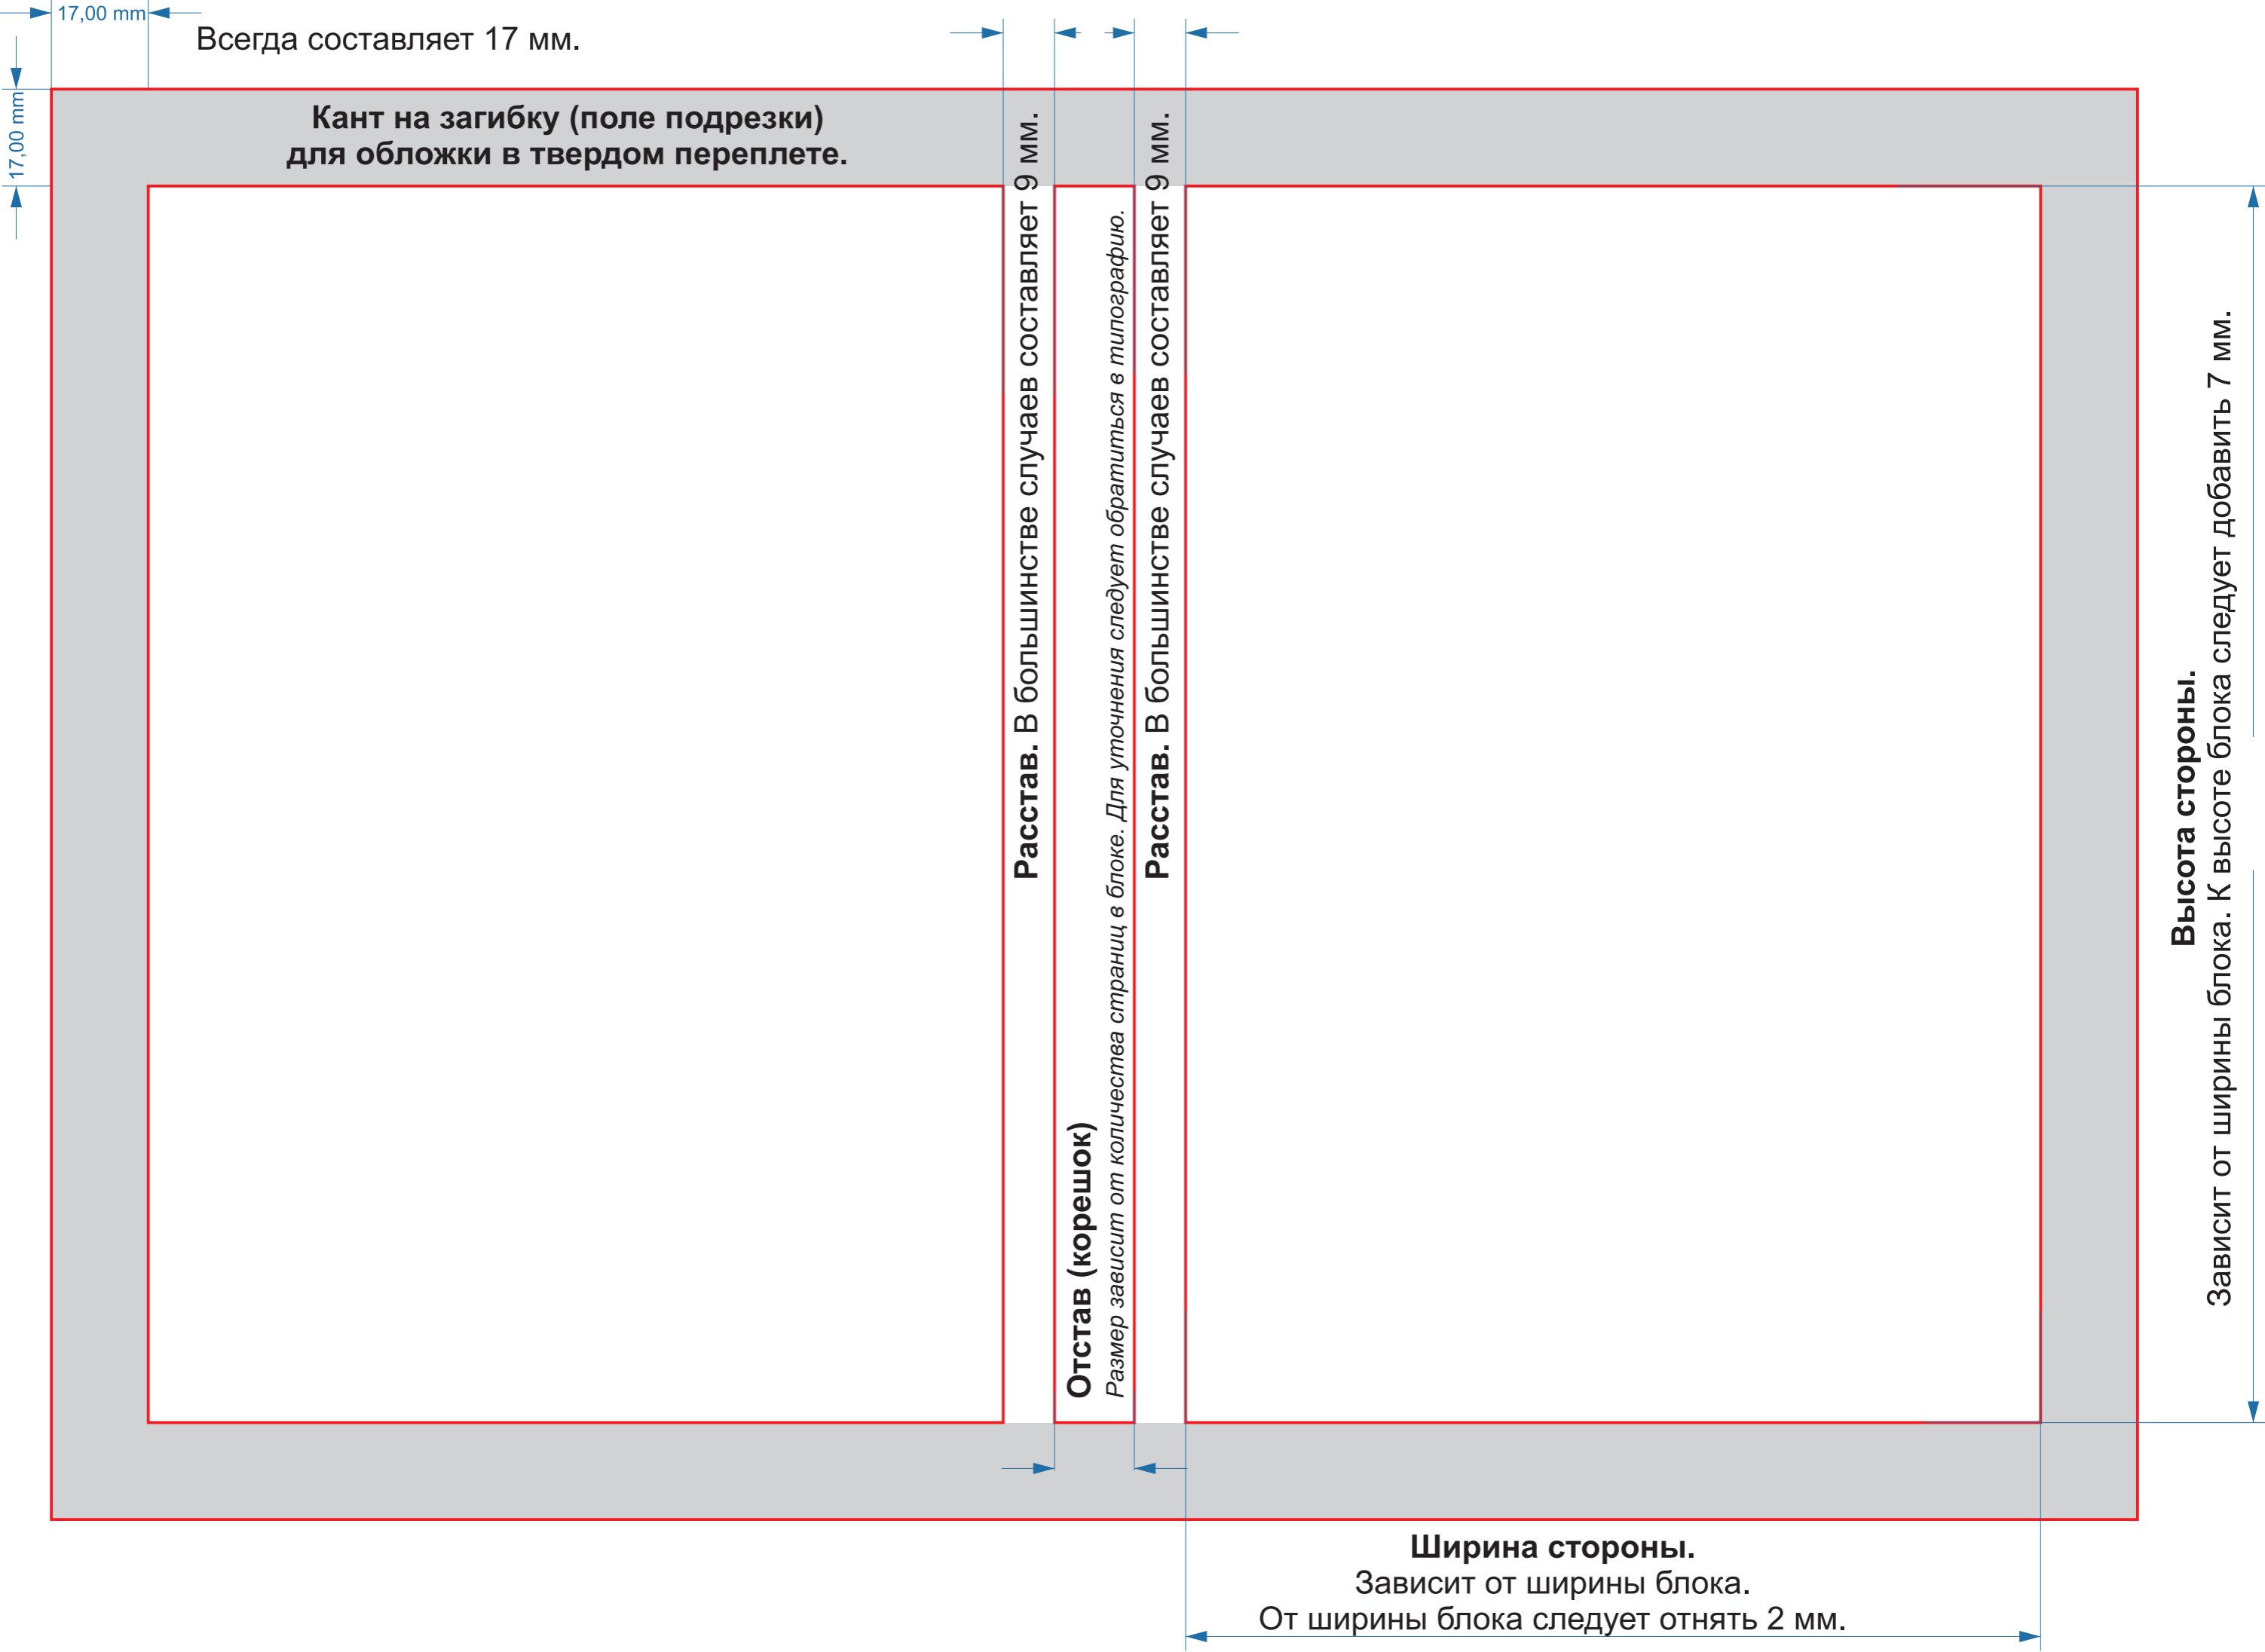 17,00 mm
Всегда составляет 17 мм.
17,00 mm
Кант на загибку (поле подрезки)
для обложки в твердом переплете.
Расстав. В большинстве случаев составляет 9 мм.
Отстав (корешок)
Размер зависит от количества страниц в блоке. Для уточнения следует обратиться в типографию.
Расстав. В большинстве случаев составляет 9 мм.
Высота стороны.
Зависит от ширины блока. К высоте блока следует добавить 7 мм.
Ширина стороны.
Зависит от ширины блока.
От ширины блока следует отнять 2 мм.